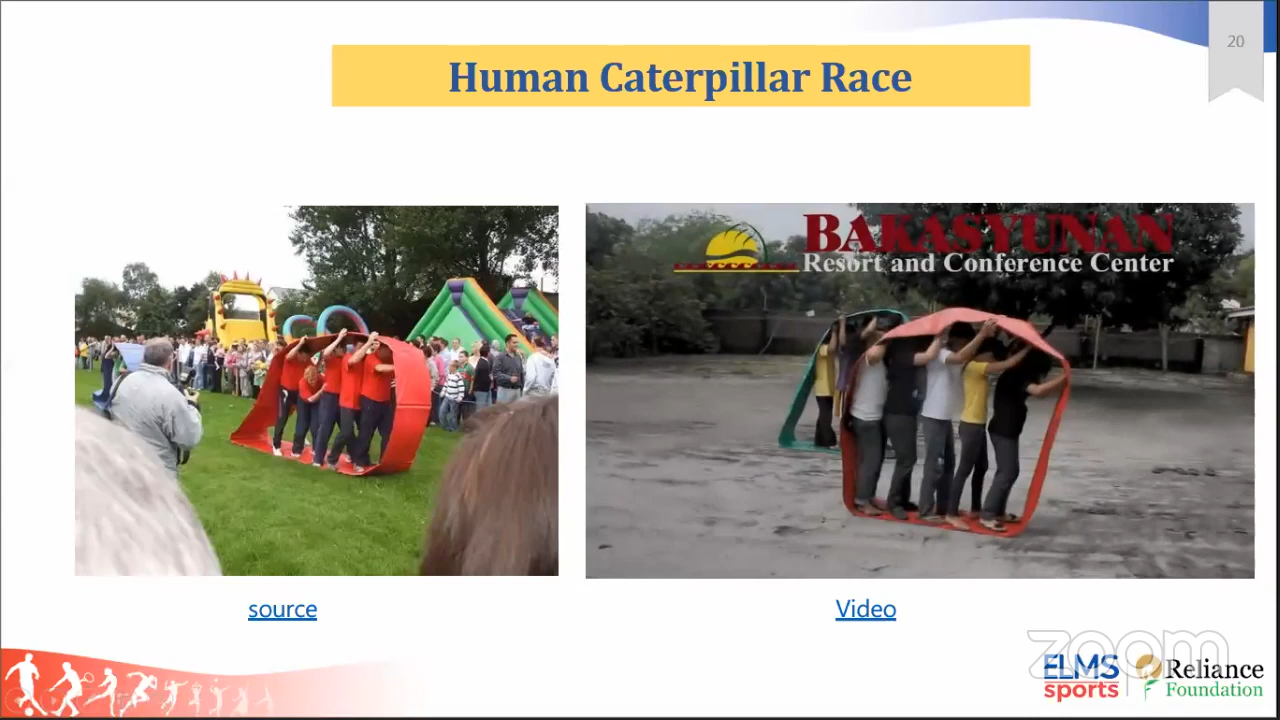 20
Human Caterpillar Race
BAKASYUNAN
Resort and Conference Center
source
Video
zoom
ELMS
sports
Reliance
Foundation